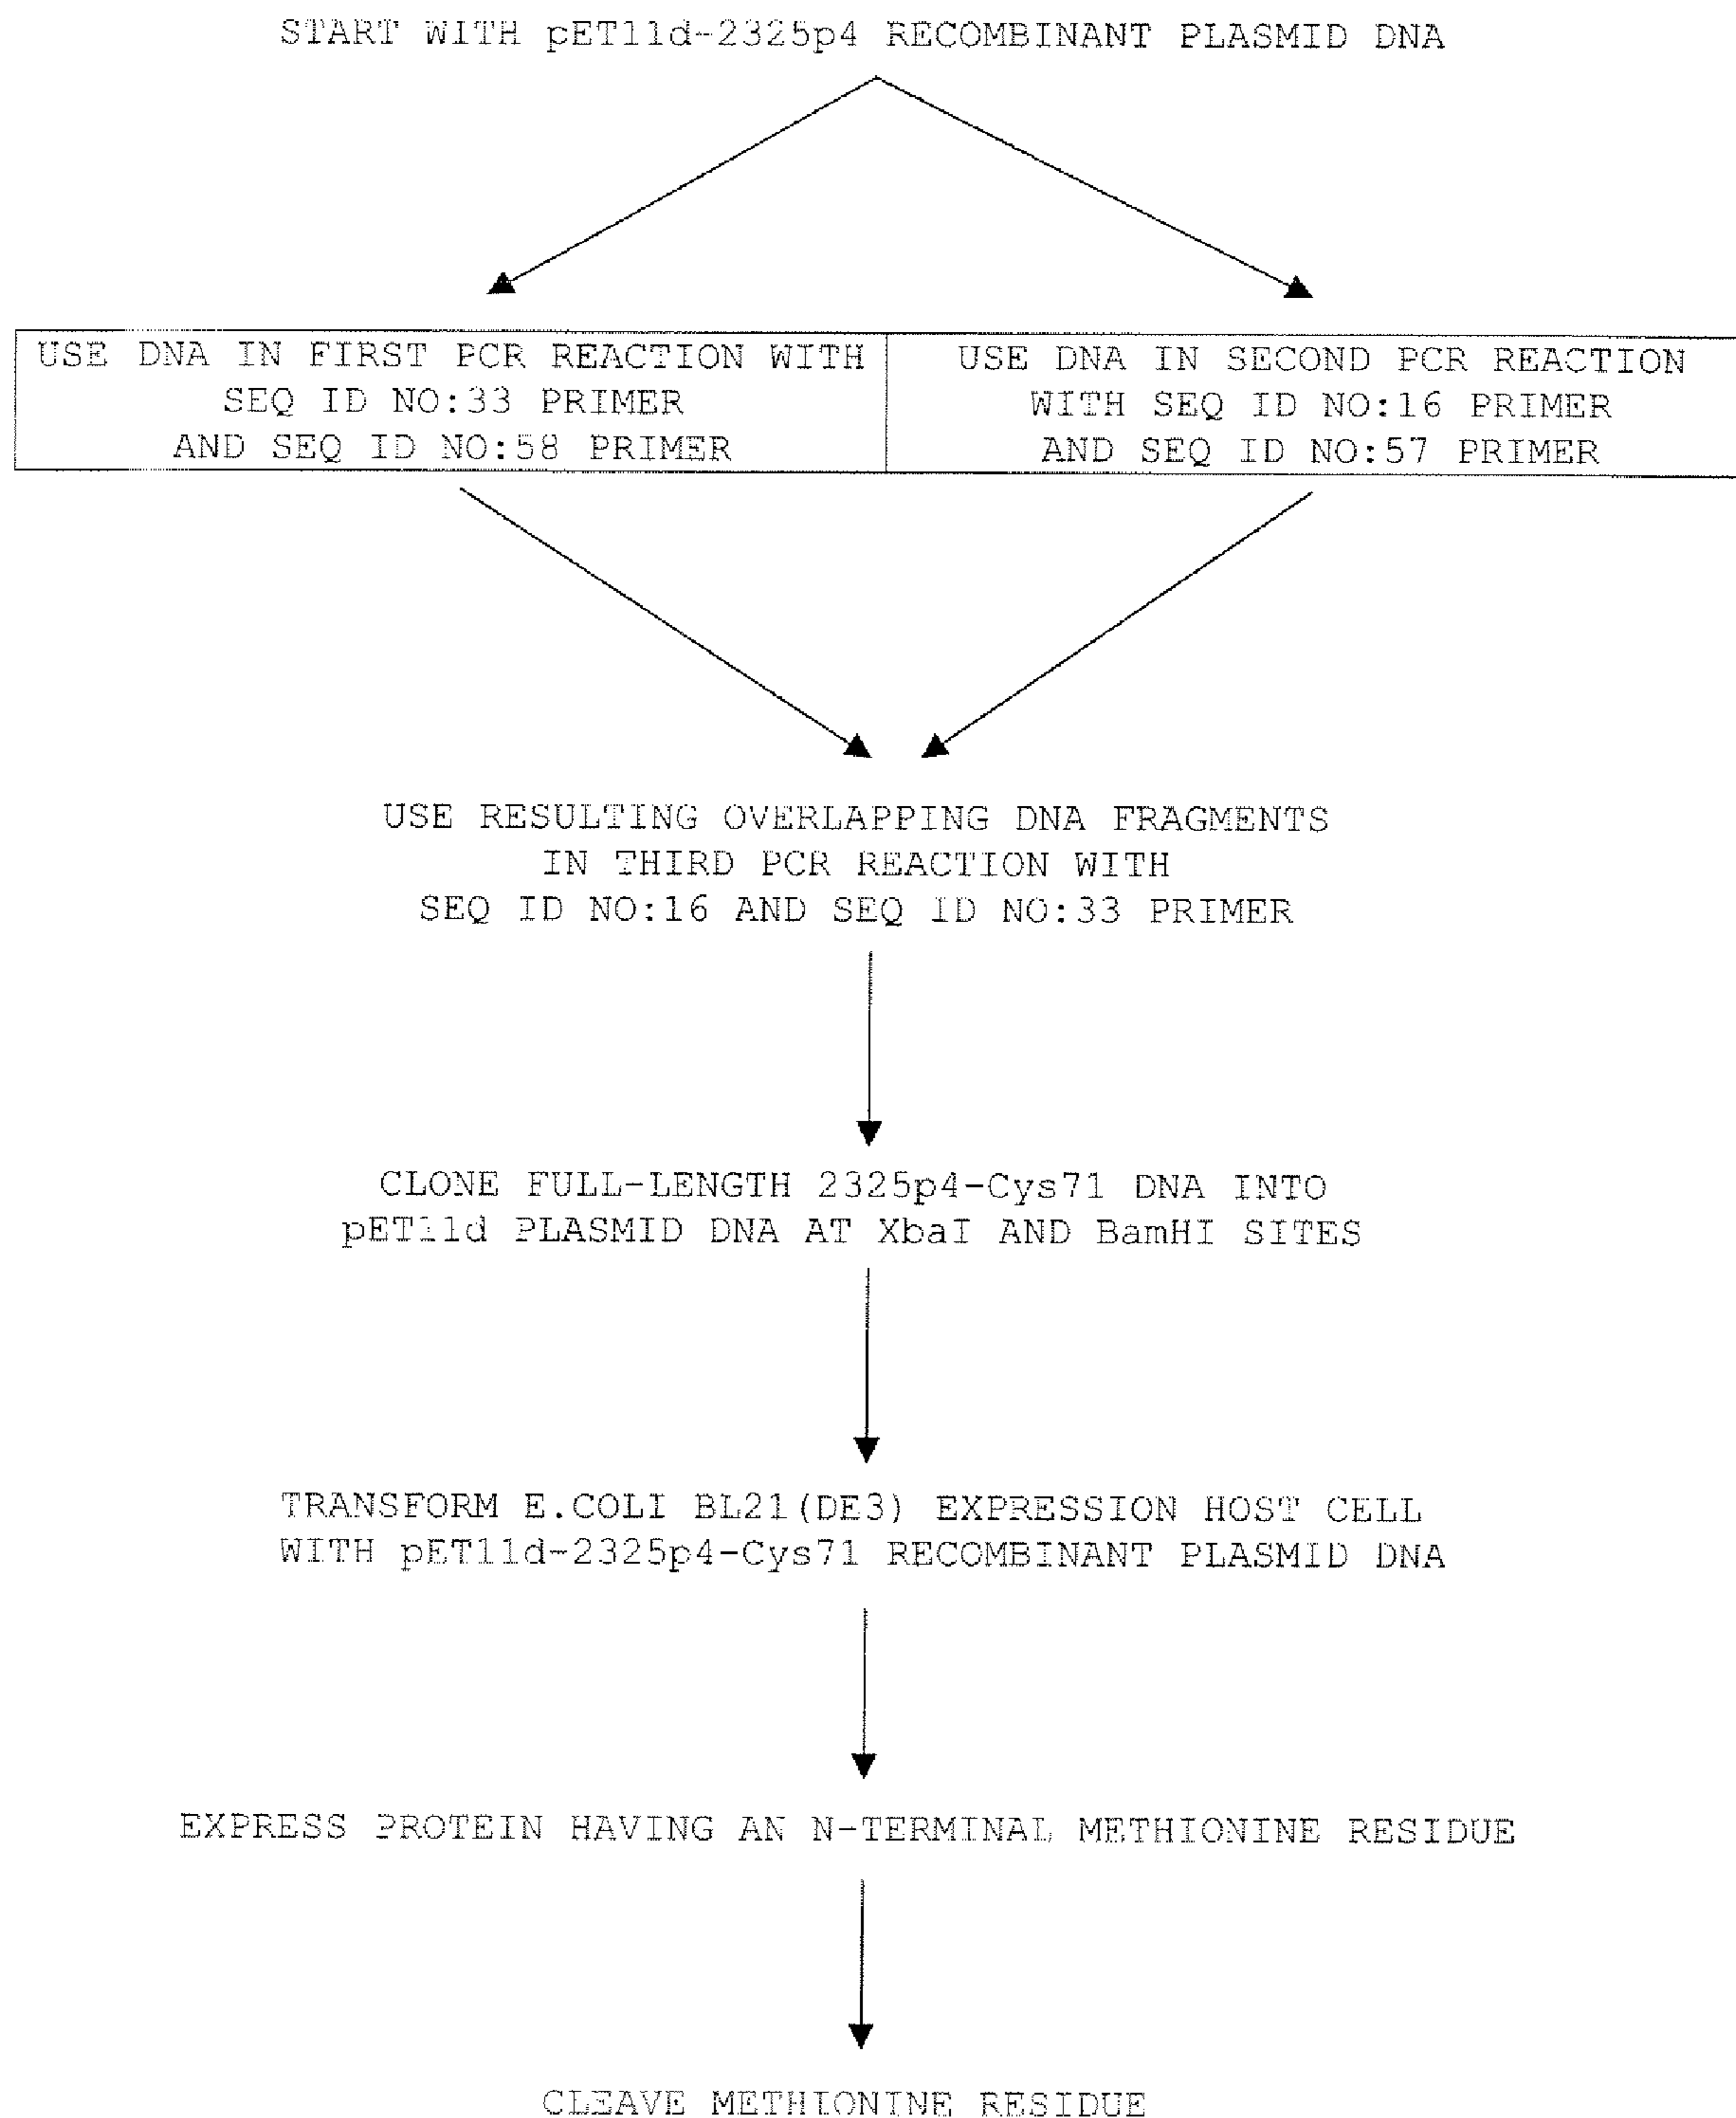 START WITH pET11d-2325p4 RECOMBINANT PLASMID DNA
USE DNA IN FIRST PCR REACTION WITH
SEQ ID NO:33 PRIMER
AND SEQ ID NO:58 PRIMER
USE DNA IN SECOND PCR REACTION
WITH SEQ ID NO:16 PRIMER
AND SEQ ID NO:57 PRIMER
USE RESULTING OVERLAPPING DNA FRAGMENTS
IN THIRD PCR REACTION WITH
SEQ ID NO:16 AND SEQ ID NO:33 PRIMER
CLONE FULL-LENGTH 2325p4-Cys71 DNA INTO
pET11d PLASMID DNA AT XbaI AND BamHI SITES
TRANSFORM E.COLI BL21(DE3) EXPRESSION HOST CELL
WITH pET11d-2325p4-Cys71 RECOMBINANT PLASMID DNA
EXPRESS PROTEIN HAVING AN N-TERMINAL METHIONINE RESIDUE
CLEAVE METHIONINE RESIDUE